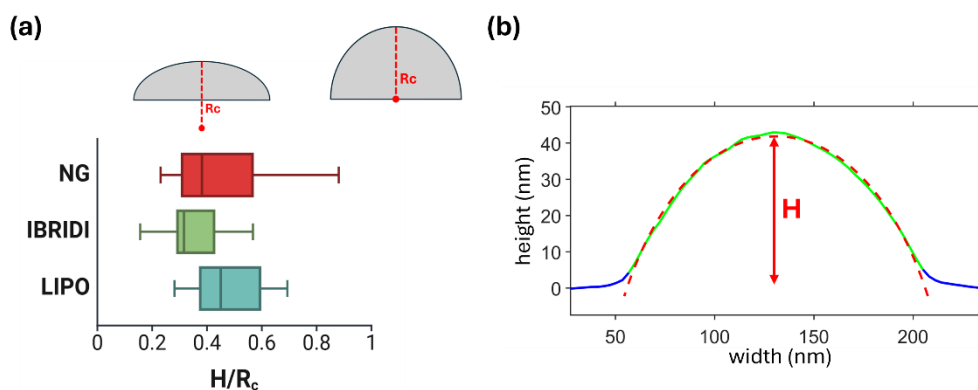 (a)
Rc
Rc
NG
IBRIDI
LIPO
0 0.2 0.4 0.6 0.8 1
H/Rc
(b)
height (nm)
50
40
30
20
10
0
H
50 100 150 200
width (nm)